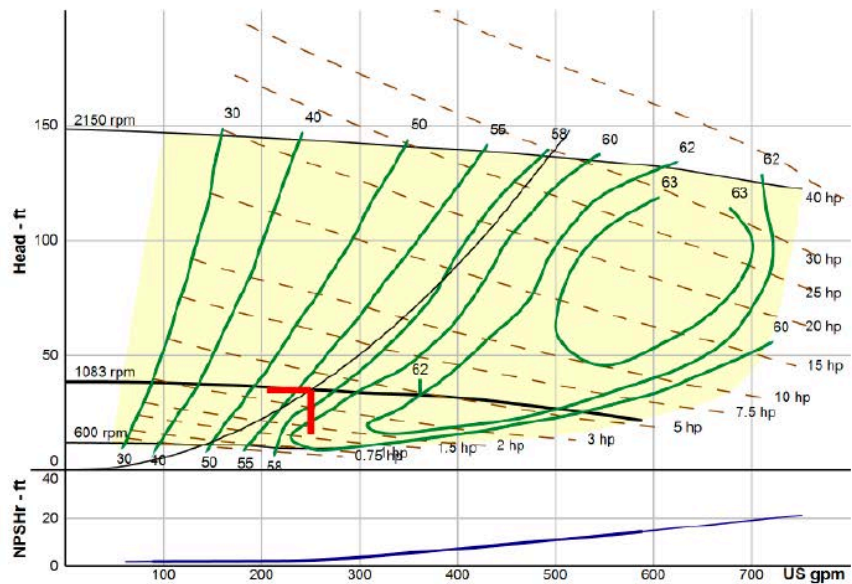 30
40
50
55
58
60
62
62
63
63
2150 rpm
150
40 hp
Head - ft
100
30 hp
25 hp
20 hp
60
50
15 hp
1083 rpm
62
10 hp
7.5 hp
5 hp
600 rpm
3 hp
2 hp
1.5 hp
0.75 hp
0
30
40
50
55
58
40
NPSHr - ft
20
0
100
200
300
400
500
600
700
US gpm